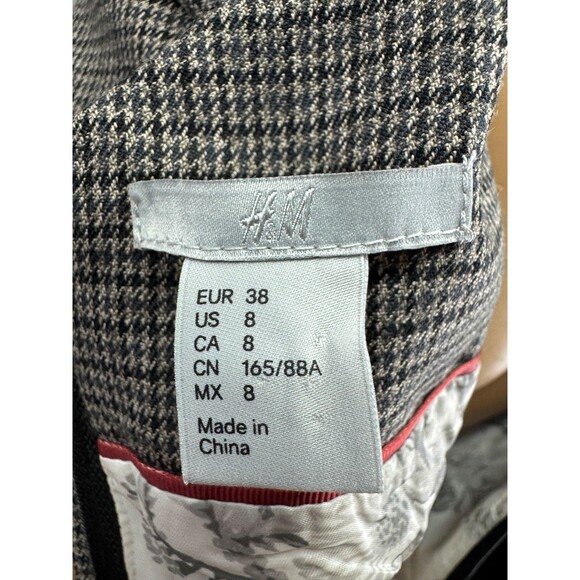 H&M
EUR 38
US 8
CA 8
CN 165/88A
MX 8
Made in
China